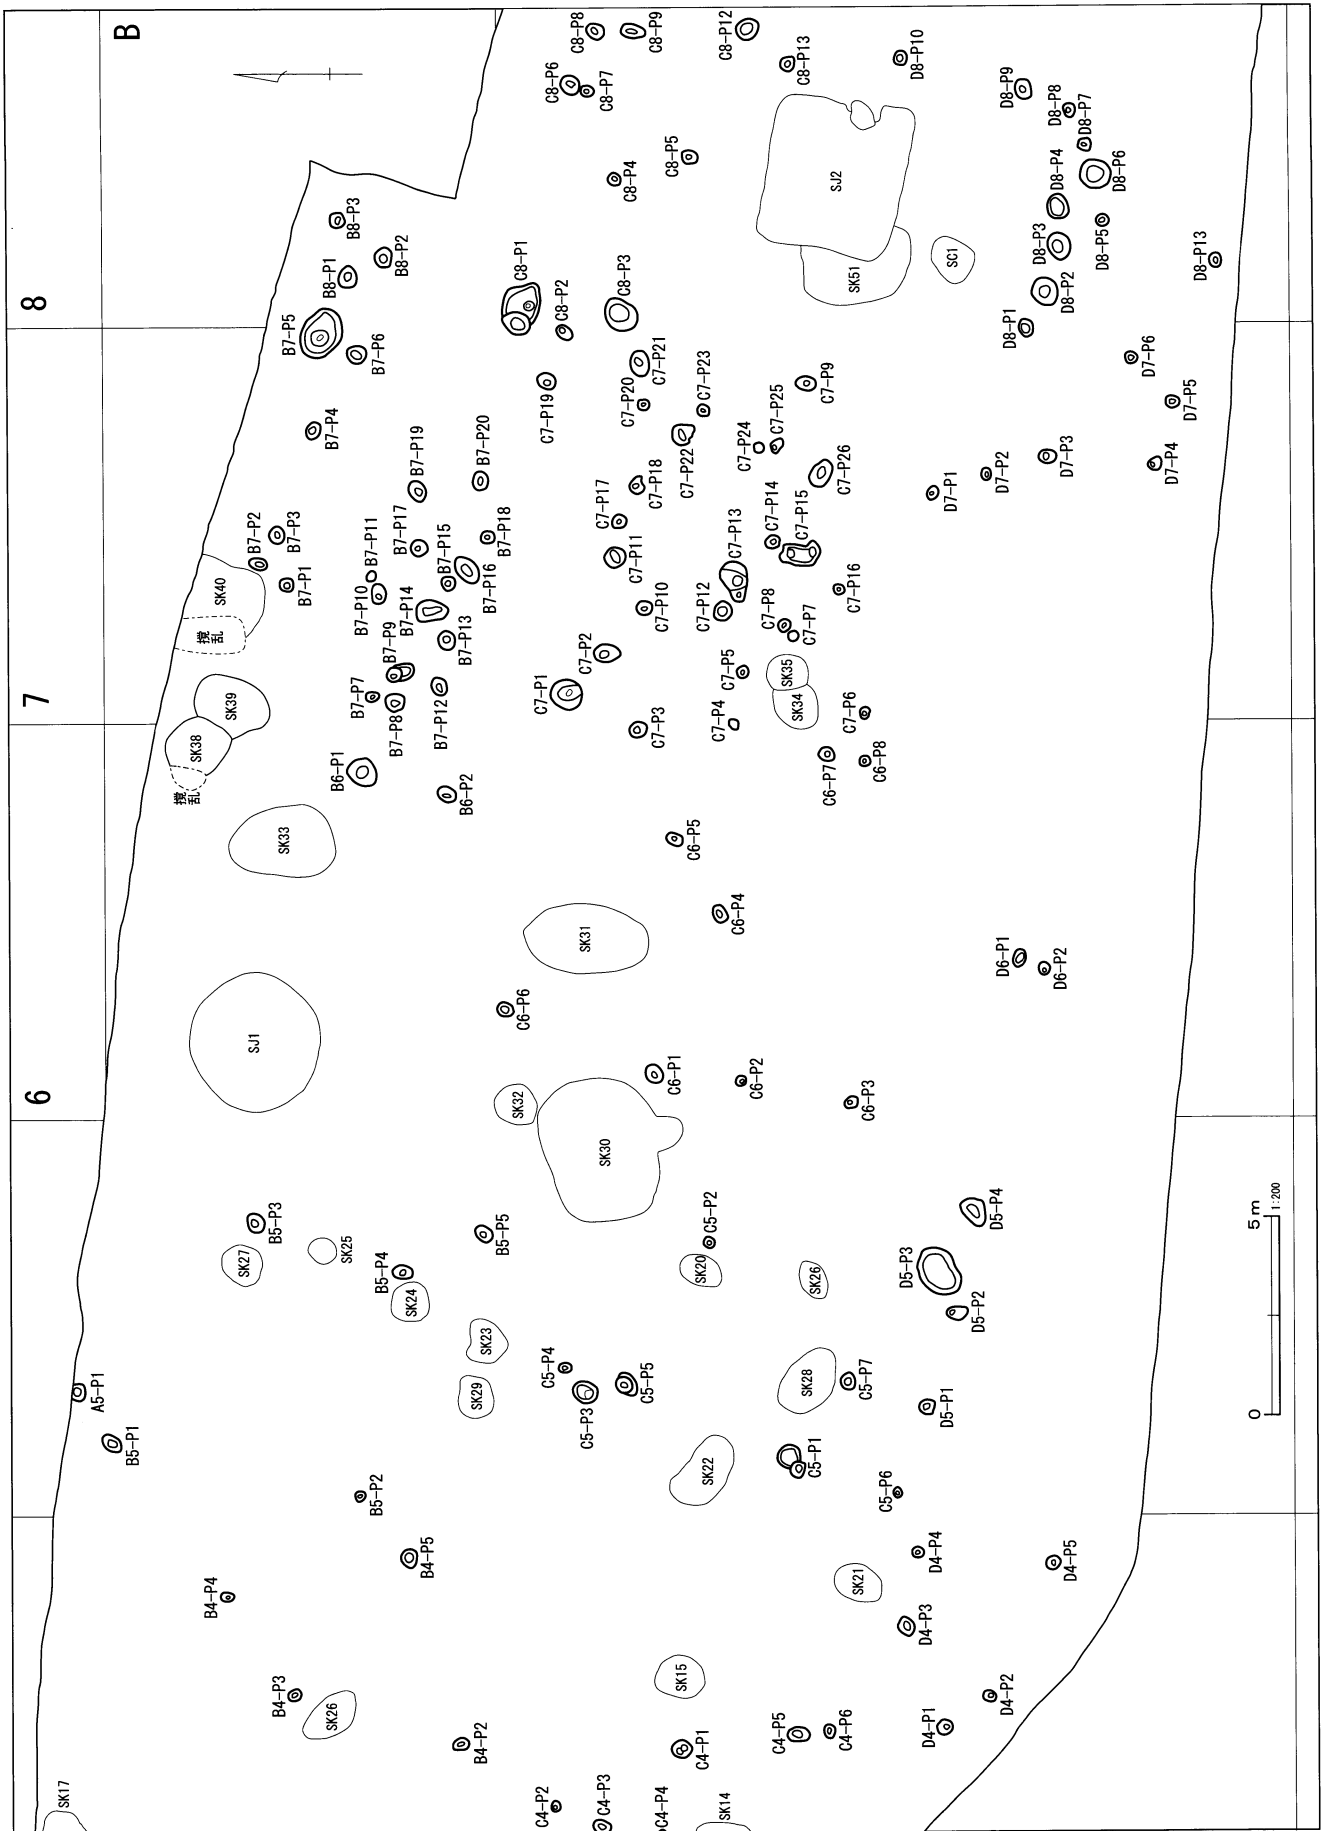 B
8
7
6
C8-P8
C8-P9
C8-P12
C8-P13
D8-P10
C8-P6
C8-P7
D8-P9
D8-P8
D8-P7
C8-P5
C8-P4
SJ2
D8-P4
D8-P6
B8-P3
B8-P2
B8-P1
C8-P1
C8-P2
C8-P3
SK51
SC1
D8-P3
D8-P5
D8-P2
D8-P13
D8-P1
B7-P5
B7-P6
C7-P21
C7-P20
C7-P19
C7-P23
C7-P9
D7-P6
D7-P5
B7-P4
B7-P19
B7-P20
C7-P22
C7-P24
C7-P25
C7-P18
C7-P26
D7-P3
D7-P2
D7-P4
D7-P1
B7-P2
B7-P3
B7-P1
SK40
撹乱
B7-P11
B7-P10
B7-P17
B7-P15
B7-P18
B7-P16
B7-P14
B7-P13
B7-P9
B7-P7
B7-P8
B7-P12
C7-P17
C7-P11
C7-P10
C7-P13
C7-P12
C7-P14
C7-P15
C7-P16
C7-P8
C7-P7
C7-P2
C7-P1
C7-P5
C7-P3
C7-P4
SK35
SK34
C7-P6
SK39
SK38
撹乱
B6-P1
B6-P2
C6-P7
C6-P8
SK33
C6-P5
C6-P4
SK31
D6-P1
D6-P2
C6-P6
SJ1
C6-P1
C6-P2
C6-P3
SK32
SK30
B5-P3
SK27
SK25
B5-P5
B5-P4
SK24
C5-P2
SK20
SK26
D5-P4
D5-P3
D5-P2
SK23
SK29
C5-P4
C5-P3
C5-P5
SK28
C5-P7
D5-P1
A5-P1
B5-P1
B5-P2
SK22
C5-P1
C5-P6
B4-P5
B4-P4
D4-P4
D4-P5
SK21
D4-P3
B4-P3
SK26
SK15
D4-P2
D4-P1
B4-P2
C4-P1
C4-P5
C4-P6
SK17
C4-P2
C4-P3
C4-P4
SK14
0
5m
1:200